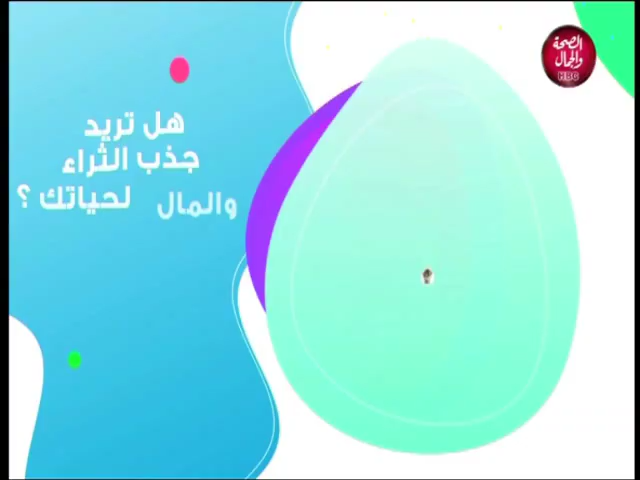 الصحة
والجمال
HBC
هل تريد
جذب الثراء
والمال لحياتك ؟